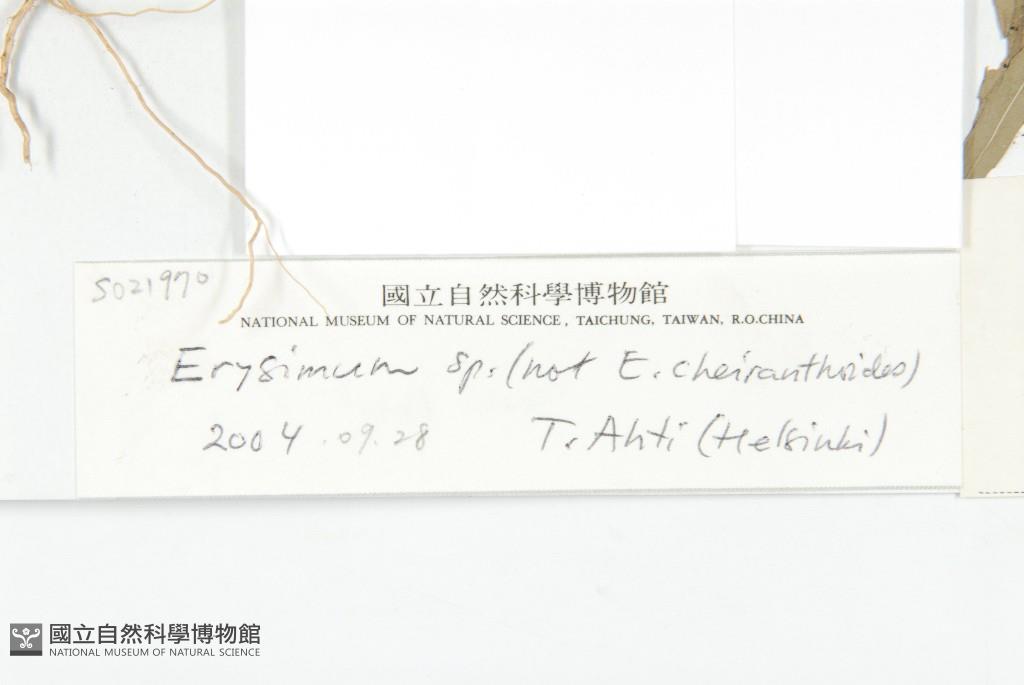 S021970
國立自然科學博物館
NATIONAL MUSEUM OF NATURAL SCIENCE, TAICHUNG, TAIWAN, R.O.CHINA
Erysimum sp. (not E. cheiranthoides)
2004.09.28 T. Ahti (Helsinki)
國立自然科學博物館
NATIONAL MUSEUM OF NATURAL SCIENCE